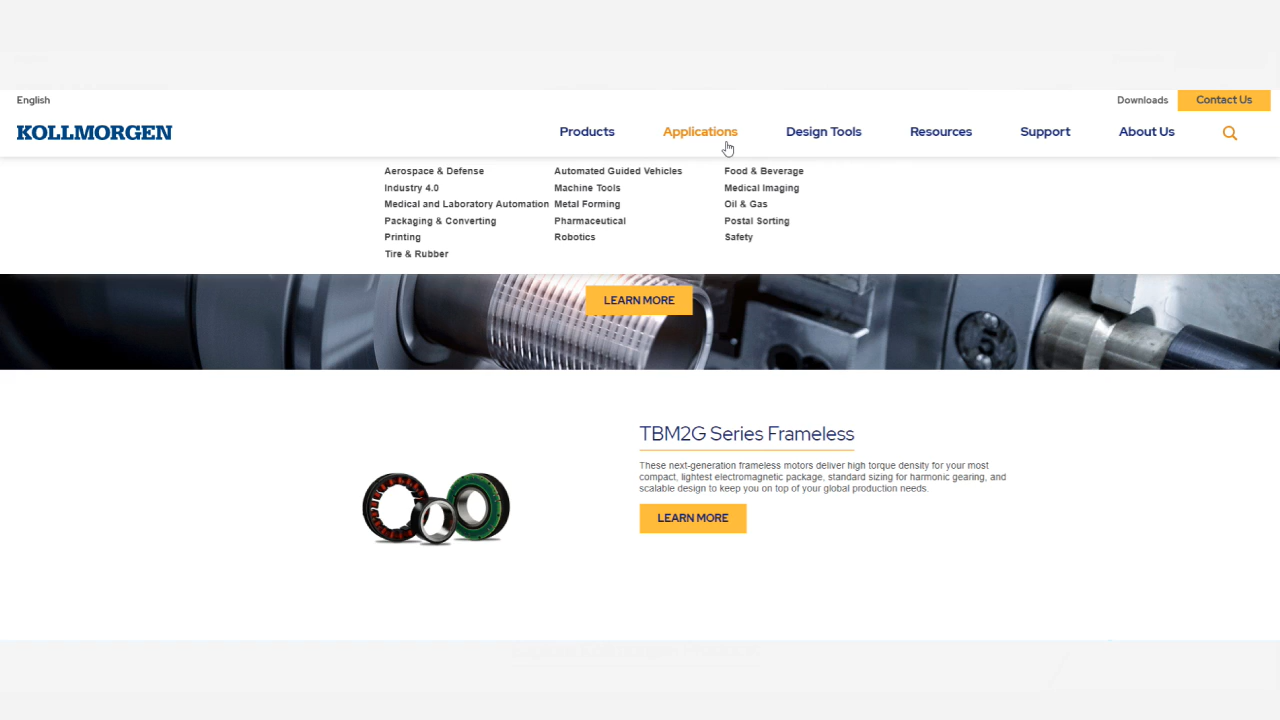 English
Downloads
Contact Us
KOLLMORGEN
Products
Applications
Design Tools
Resources
Support
About Us
Aerospace & Defense
Industry 4.0
Medical and Laboratory Automation
Packaging & Converting
Printing
Tire & Rubber
Automated Guided Vehicles
Machine Tools
Metal Forming
Pharmaceutical
Robotics
Food & Beverage
Medical Imaging
Oil & Gas
Postal Sorting
Safety
LEARN MORE
TBM2G Series Frameless
These next-generation frameless motors deliver high torque density for your most
compact, lightest electromagnetic package, standard sizing for harmonic gearing, and
scalable design to keep you on top of your global production needs.
LEARN MORE